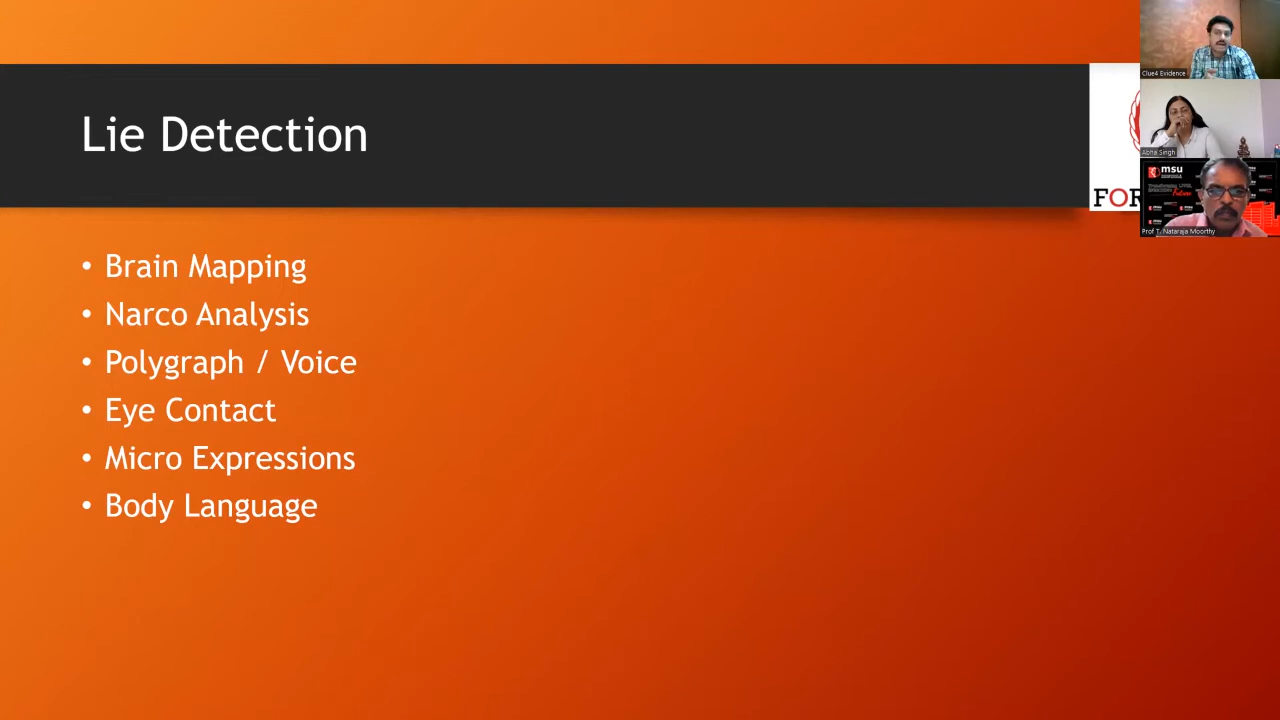 Lie Detection
• Brain Mapping
• Narco Analysis
• Polygraph / Voice
• Eye Contact
• Micro Expressions
• Body Language
FOR
Clue4 Evidence
Abha Singh
msu
Prof T. Nataraja Moorthy